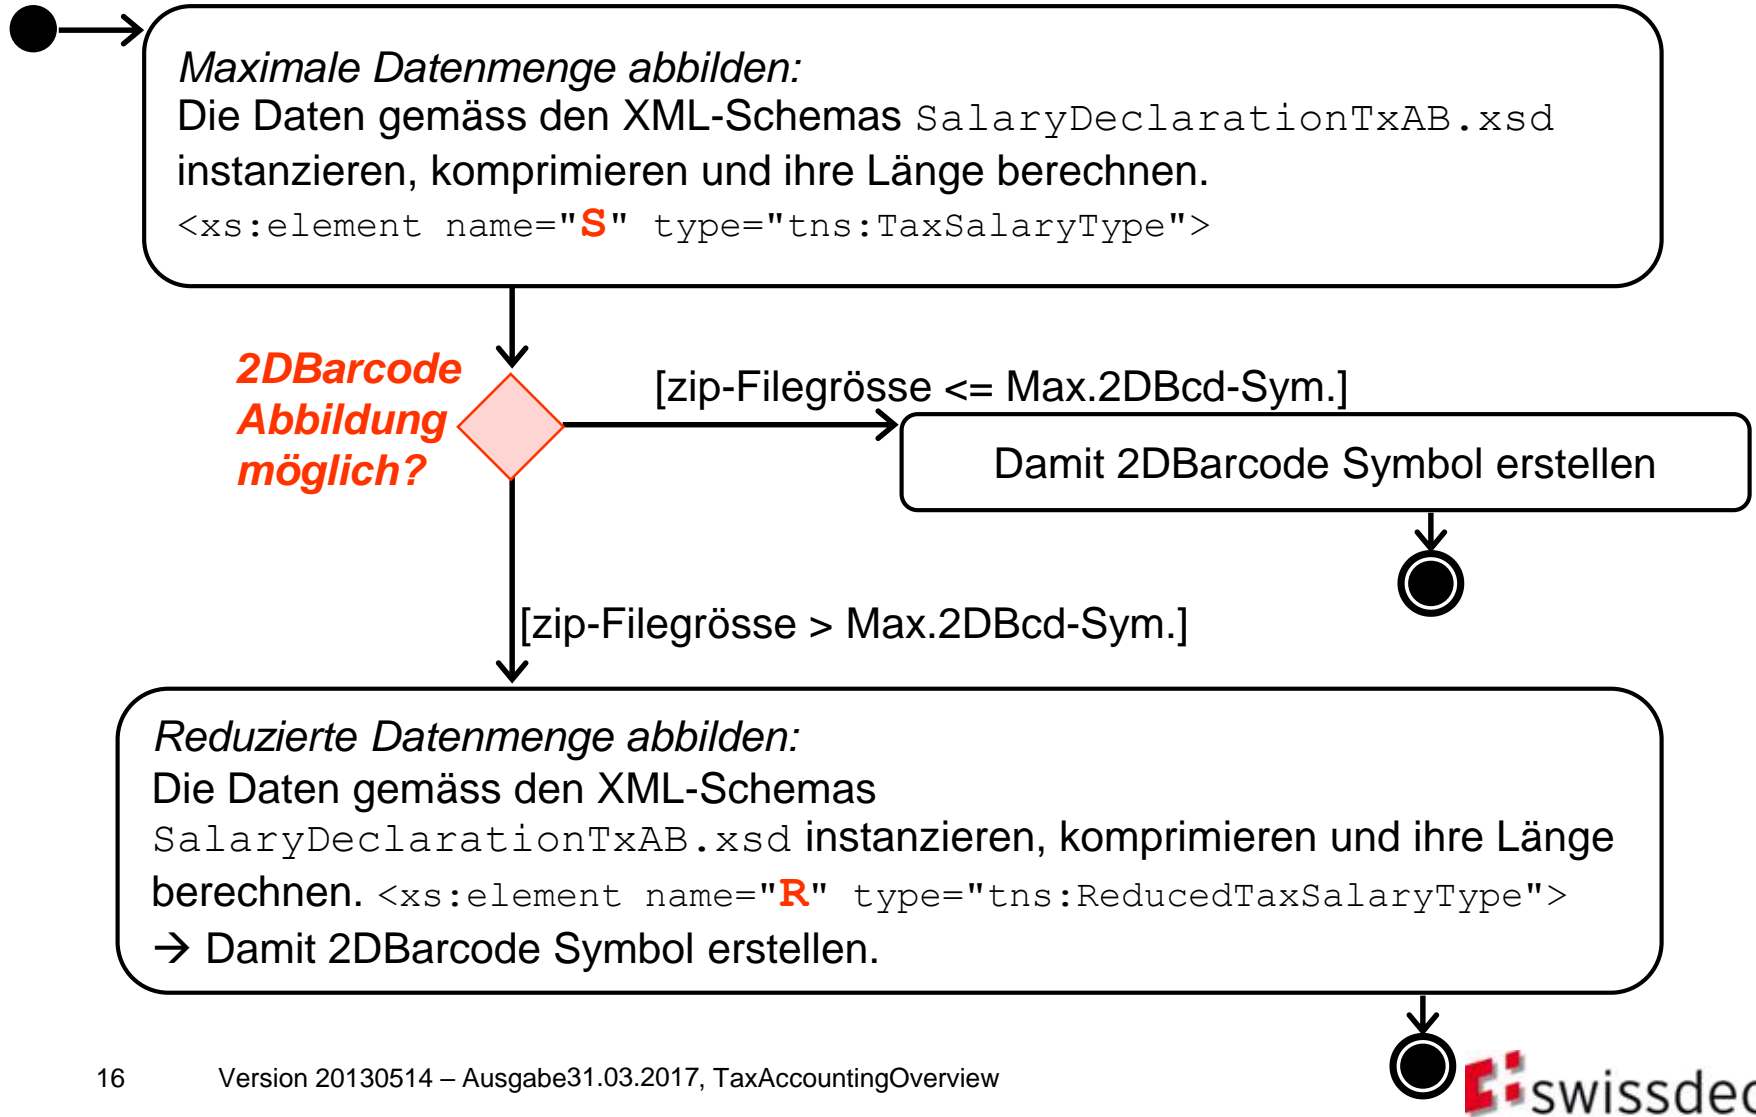 Maximale Datenmenge abbilden:
Die Daten gemäss den XML-Schemas SalaryDeclarationTxAB.xsd
instanzieren, komprimieren und ihre Länge berechnen.
<xs:element name="S" type="tns:TaxSalaryType">
2DBarcode
Abbildung
möglich?
[zip-Filegrösse <= Max.2DBcd-Sym.]
Damit 2DBarcode Symbol erstellen
[zip-Filegrösse > Max.2DBcd-Sym.]
Reduzierte Datenmenge abbilden:
Die Daten gemäss den XML-Schemas
SalaryDeclarationTxAB.xsd instanzieren, komprimieren und ihre Länge
berechnen. <xs:element name="R" type="tns:ReducedTaxSalaryType">
→ Damit 2DBarcode Symbol erstellen.
16 Version 20130514 – Ausgabe31.03.2017, TaxAccountingOverview
swissdec